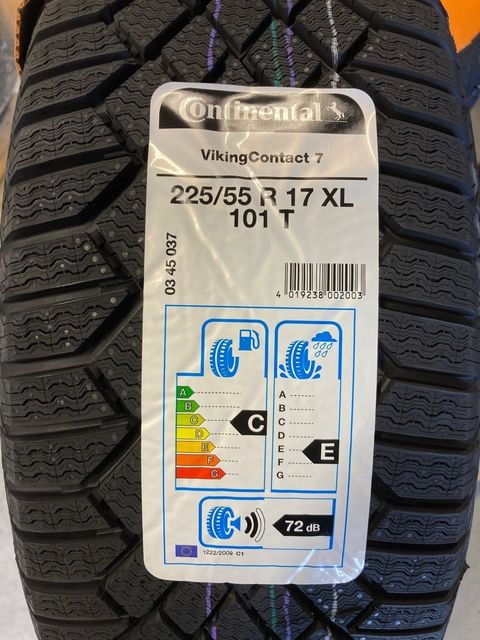 Continental
VikingContact 7
225/55 R 17 XL
101 T
03 45 037
4 019238 002003
A
B
C
D
E
F
G
C
A
B
C
D
E
F
G
E
72 dB
1222/2009 C1